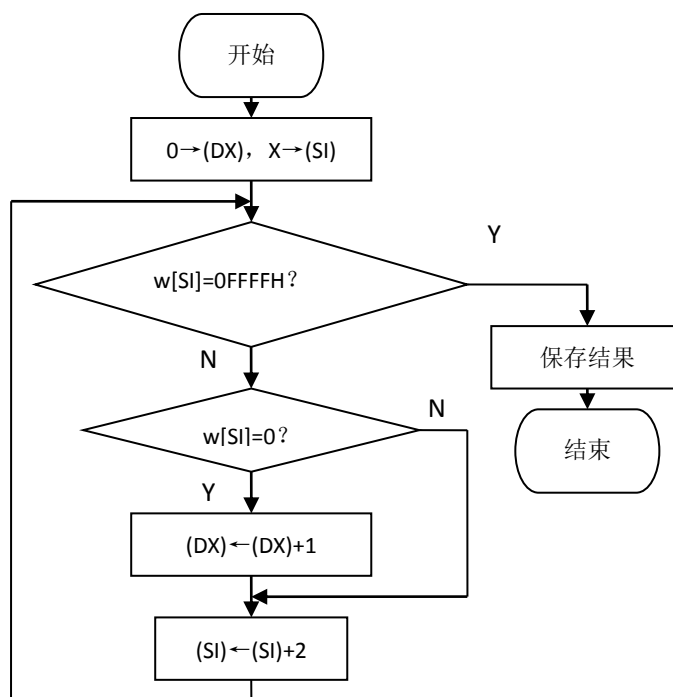 开始
0→(DX)，X→(SI)
Y
w[SI]=0FFFFH？
保存结果
N
N
w[SI]=0？
结束
Y
(DX)←(DX)+1
(SI)←(SI)+2